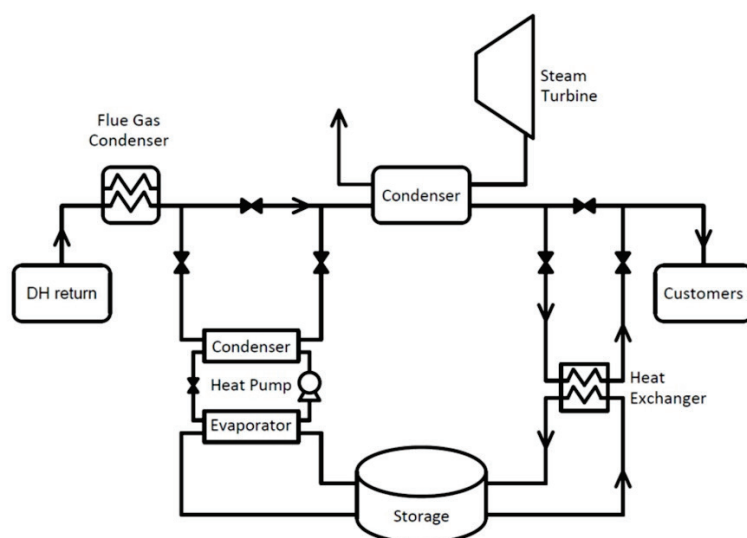 Steam
Turbine
Flue Gas
Condenser
Condenser
DH return
Customers
Condenser
Heat Pump
Heat
Exchanger
Evaporator
Storage